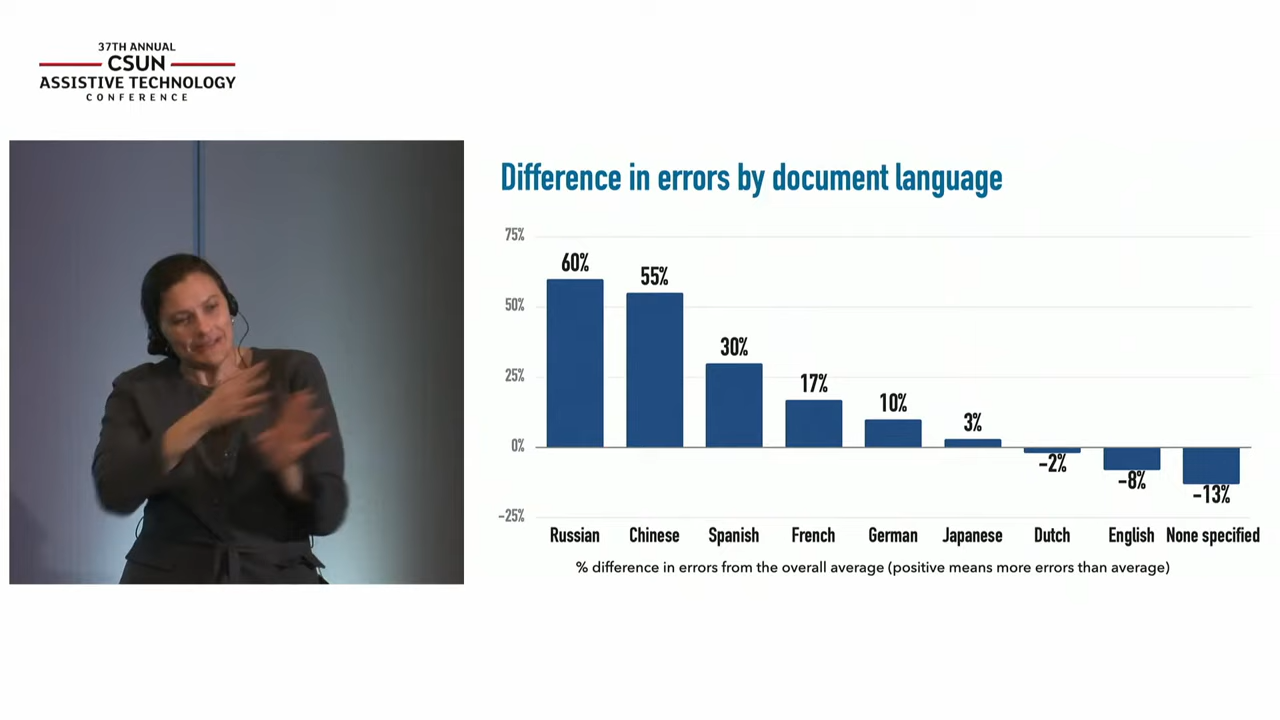 37TH ANNUAL
CSUN
ASSISTIVE TECHNOLOGY
CONFERENCE
Difference in errors by document language
75%
50%
25%
0%
−25%
60%
55%
30%
17%
10%
3%
−2%
−8%
−13%
Russian Chinese Spanish French German Japanese Dutch English None specified
% difference in errors from the overall average (positive means more errors than average)